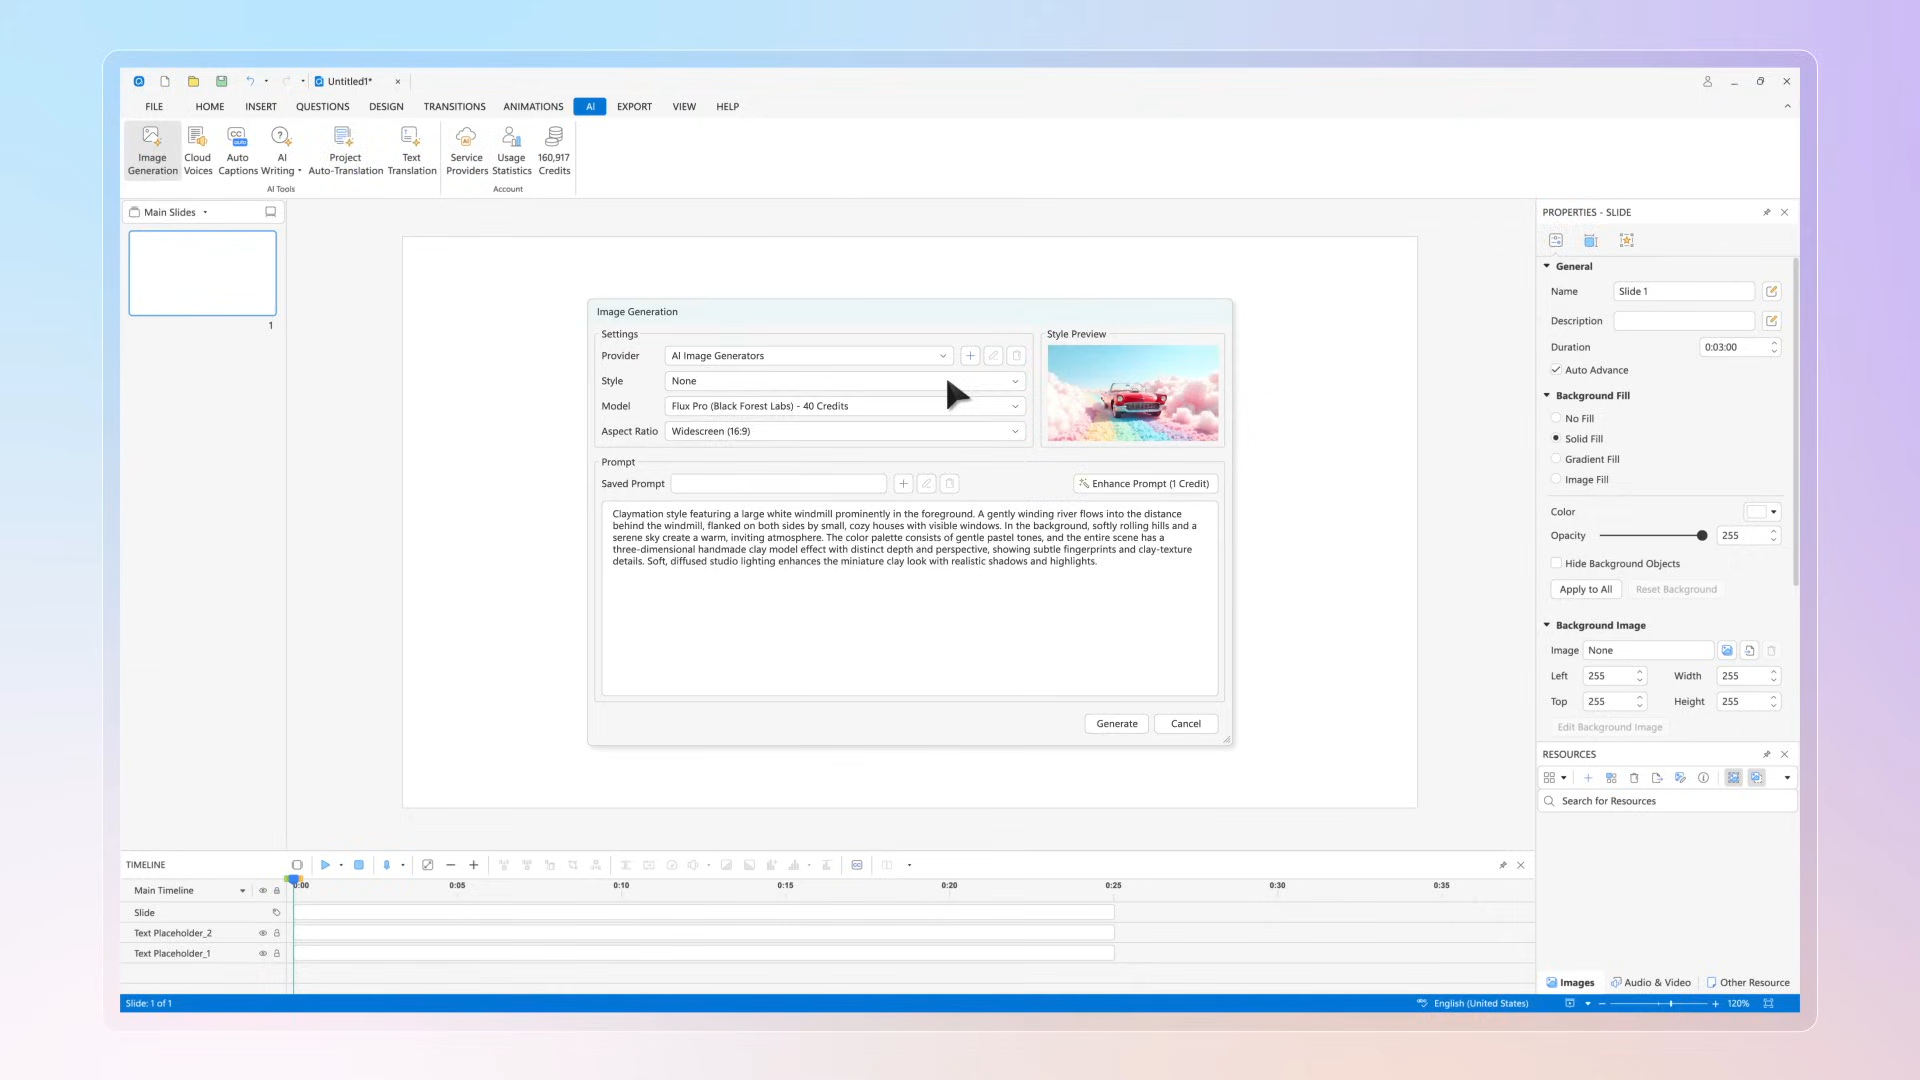 Untitled1*
FILE HOME INSERT QUESTIONS DESIGN TRANSITIONS ANIMATIONS AI EXPORT VIEW HELP
Image Generation
Cloud Voices
Auto Captions
AI Writing
Project Auto-Translation
Text Translation
Service Providers
Usage Statistics
160,917 Credits
AI Tools
Account
Main Slides
1
Image Generation
Settings
Provider AI Image Generators
Style None
Model Flux Pro (Black Forest Labs) - 40 Credits
Aspect Ratio Widescreen (16:9)
Style Preview
Prompt
Saved Prompt
Enhance Prompt (1 Credit)
Claymation style featuring a large white windmill prominently in the foreground. A gently winding river flows into the distance
behind the windmill, flanked on both sides by small, cozy houses with visible windows. In the background, softly rolling hills and a
serene sky create a warm, inviting atmosphere. The color palette consists of gentle pastel tones, and the entire scene has a
three-dimensional handmade clay model effect with distinct depth and perspective, showing subtle fingerprints and clay-texture
details. Soft, diffused studio lighting enhances the miniature clay look with realistic shadows and highlights.
Generate Cancel
PROPERTIES - SLIDE
General
Name Slide 1
Description
Duration 0:03:00
Auto Advance
Background Fill
No Fill
Solid Fill
Gradient Fill
Image Fill
Color
Opacity 255
Hide Background Objects
Apply to All Reset Background
Background Image
Image None
Left 255 Width 255
Top 255 Height 255
Edit Background Image
RESOURCES
Search for Resources
Images Audio & Video Other Resource
TIMELINE
Main Timeline
0:00 0:05 0:10 0:15 0:20 0:25 0:30 0:35
Slide
Text Placeholder_2
Text Placeholder_1
Slide: 1 of 1
English (United States)
120%